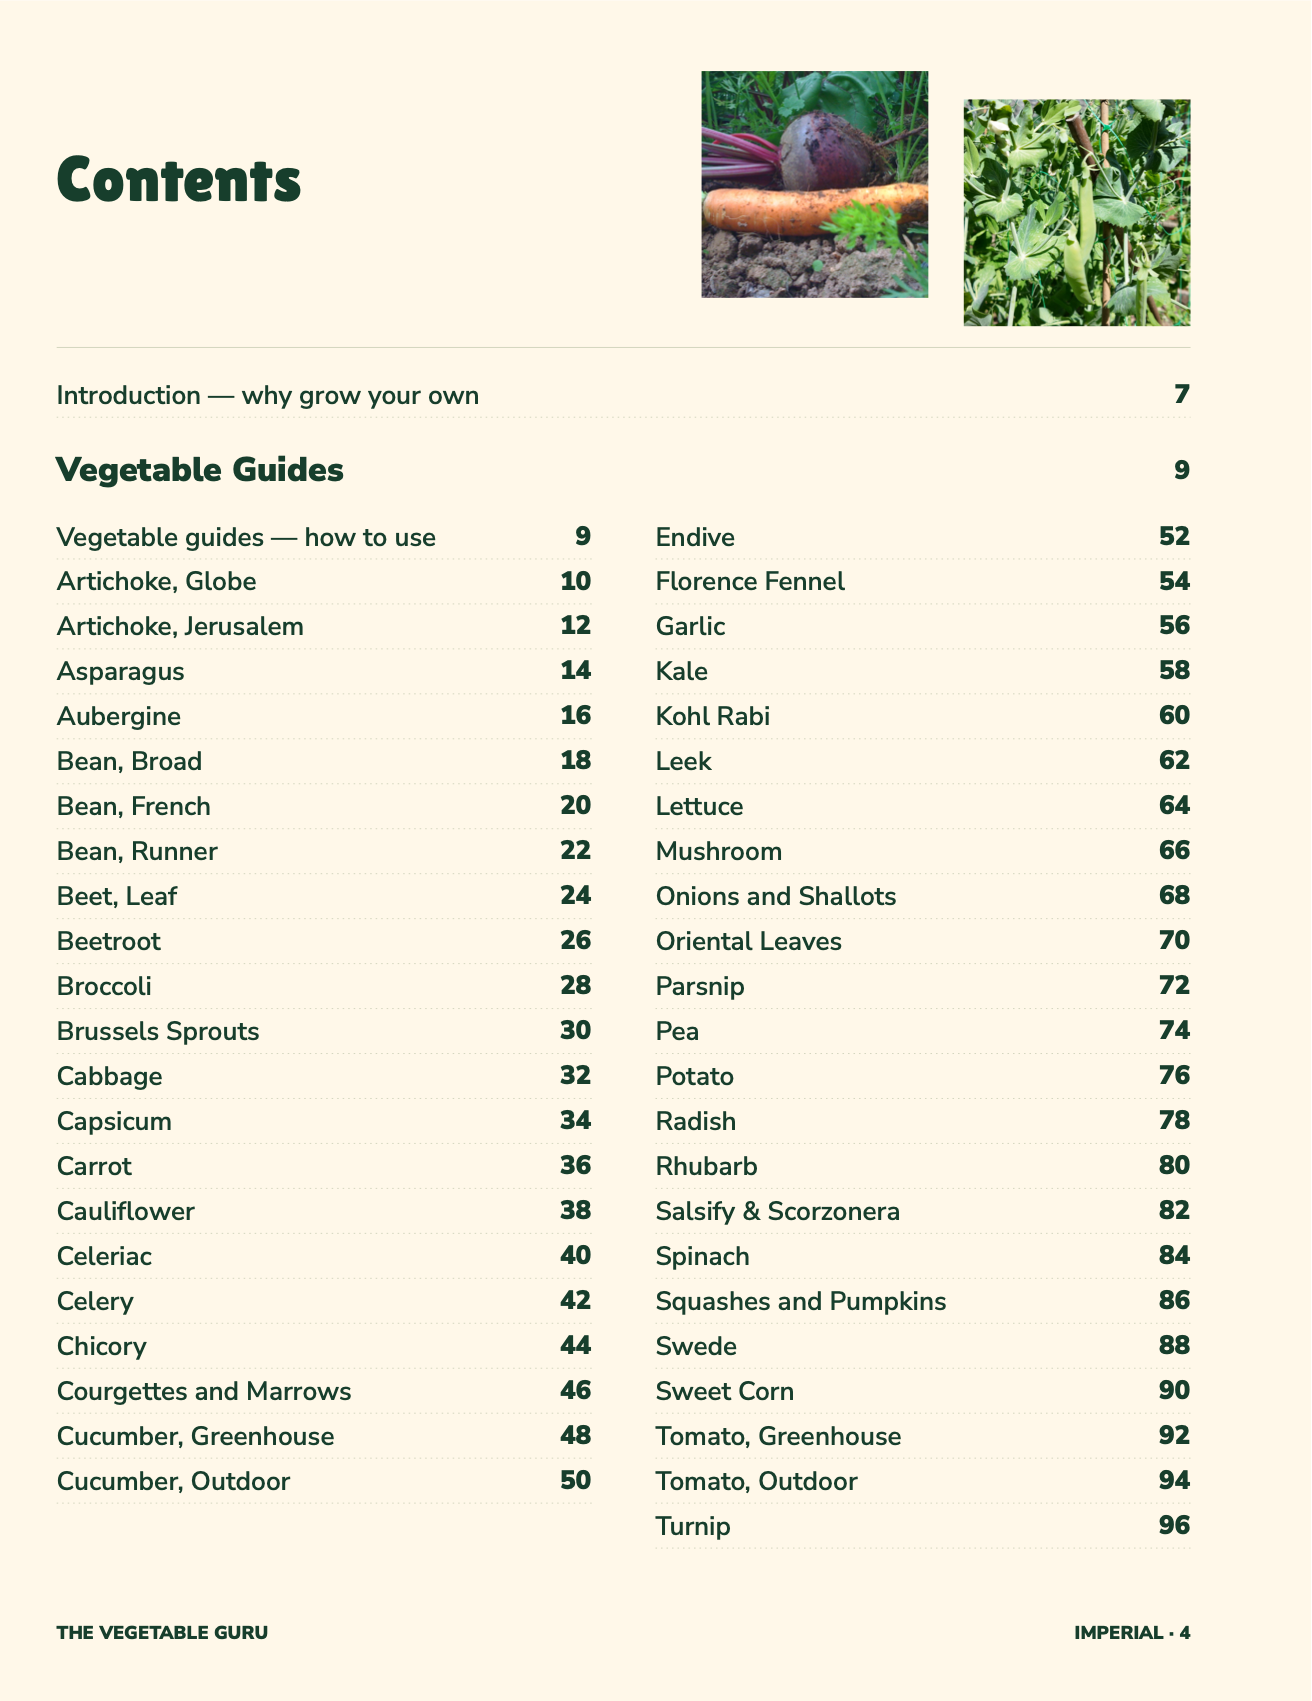 Contents
Introduction — why grow your own 7
Vegetable Guides 9
Vegetable guides — how to use 9
Artichoke, Globe 10
Artichoke, Jerusalem 12
Asparagus 14
Aubergine 16
Bean, Broad 18
Bean, French 20
Bean, Runner 22
Beet, Leaf 24
Beetroot 26
Broccoli 28
Brussels Sprouts 30
Cabbage 32
Capsicum 34
Carrot 36
Cauliflower 38
Celeriac 40
Celery 42
Chicory 44
Courgettes and Marrows 46
Cucumber, Greenhouse 48
Cucumber, Outdoor 50
Endive 52
Florence Fennel 54
Garlic 56
Kale 58
Kohl Rabi 60
Leek 62
Lettuce 64
Mushroom 66
Onions and Shallots 68
Oriental Leaves 70
Parsnip 72
Pea 74
Potato 76
Radish 78
Rhubarb 80
Salsify & Scorzonera 82
Spinach 84
Squashes and Pumpkins 86
Swede 88
Sweet Corn 90
Tomato, Greenhouse 92
Tomato, Outdoor 94
Turnip 96
THE VEGETABLE GURU
IMPERIAL · 4